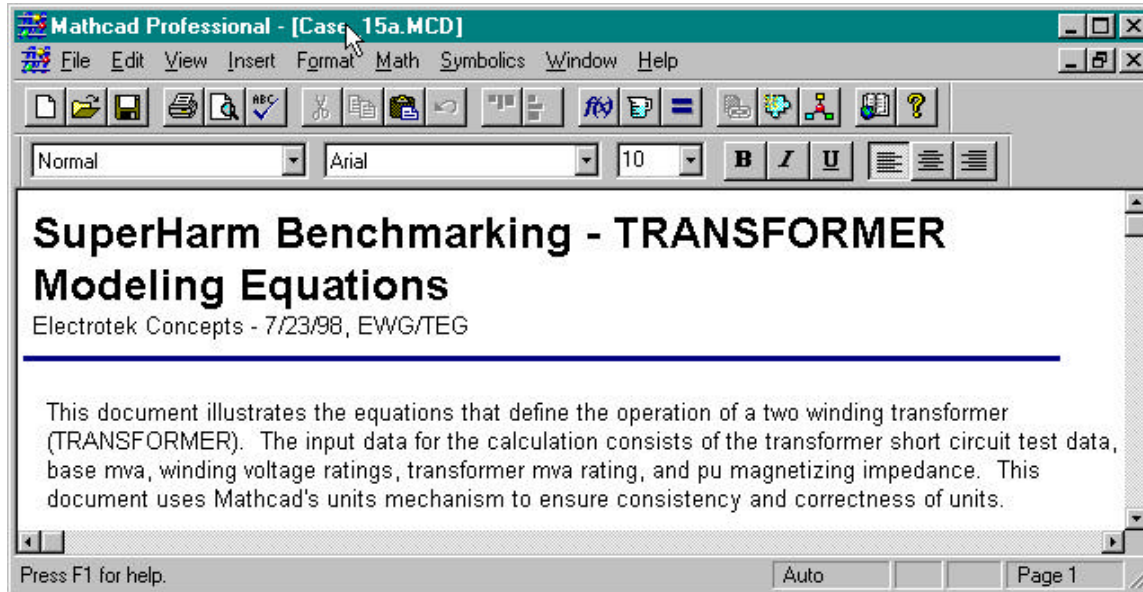 Mathcad Professional - [Case_15a.MCD]
File Edit View Insert Format Math Symbolics Window Help
ABC f(x) = ?
Normal Arial 10 B I U
SuperHarm Benchmarking - TRANSFORMER
Modeling Equations
Electrotek Concepts - 7/23/98, EWG/TEG
This document illustrates the equations that define the operation of a two winding transformer
(TRANSFORMER). The input data for the calculation consists of the transformer short circuit test data,
base mva, winding voltage ratings, transformer mva rating, and pu magnetizing impedance. This
document uses Mathcad's units mechanism to ensure consistency and correctness of units.
Press F1 for help. Auto Page 1